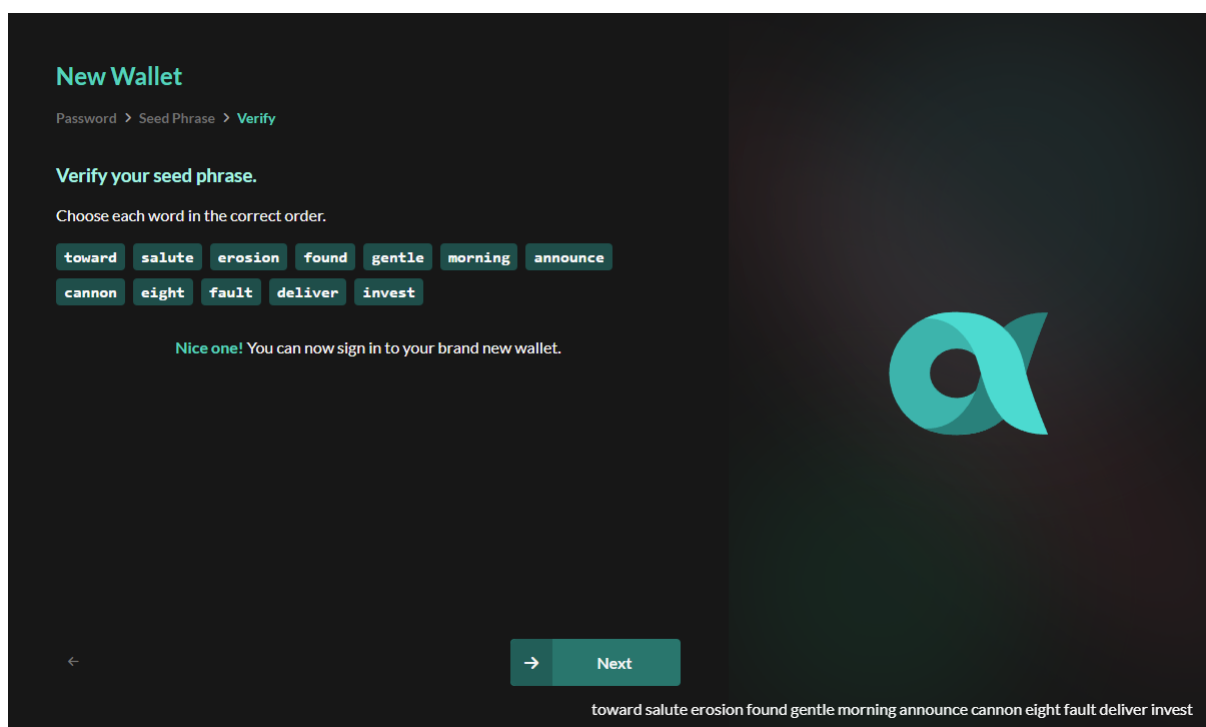 New Wallet
Password > Seed Phrase > Verify
Verify your seed phrase.
Choose each word in the correct order.
toward salute erosion found gentle morning announce
cannon eight fault deliver invest
Nice one! You can now sign in to your brand new wallet.
Next
toward salute erosion found gentle morning announce cannon eight fault deliver invest